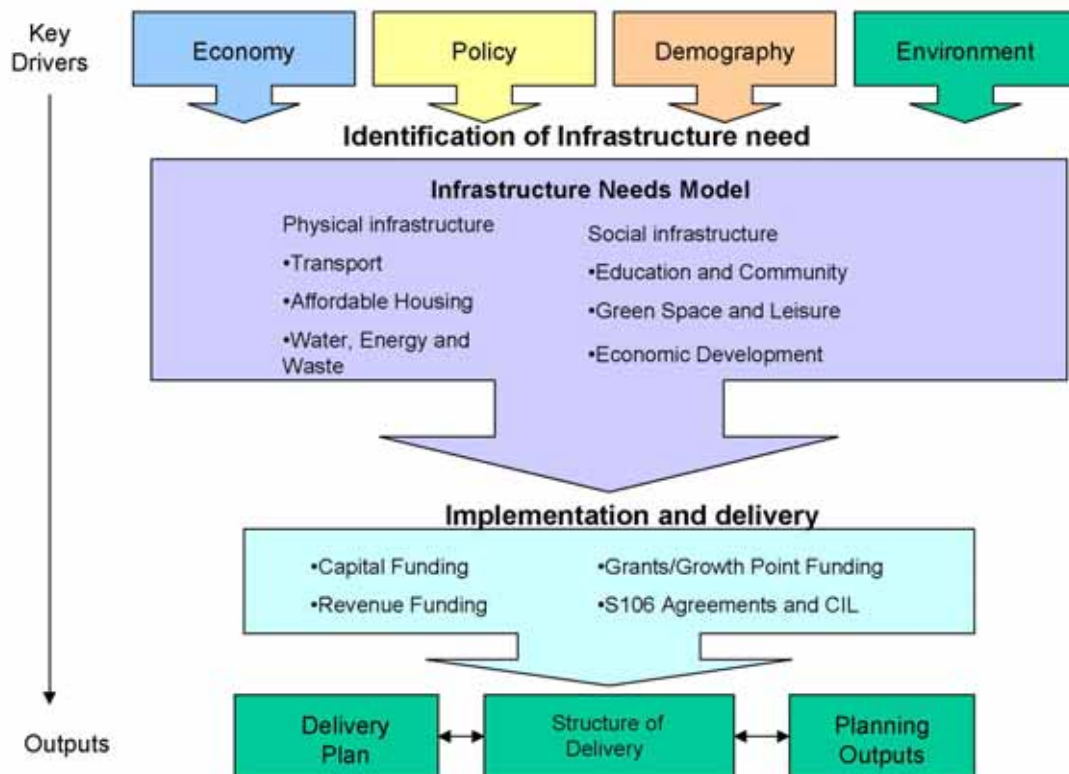 Key
Drivers
Economy
Policy
Demography
Environment
Identification of Infrastructure need
Infrastructure Needs Model
Physical infrastructure
•Transport
•Affordable Housing
•Water, Energy and
Waste
Social infrastructure
•Education and Community
•Green Space and Leisure
•Economic Development
Implementation and delivery
•Capital Funding
•Revenue Funding
•Grants/Growth Point Funding
•S106 Agreements and CIL
Outputs
Delivery
Plan
Structure of
Delivery
Planning
Outputs